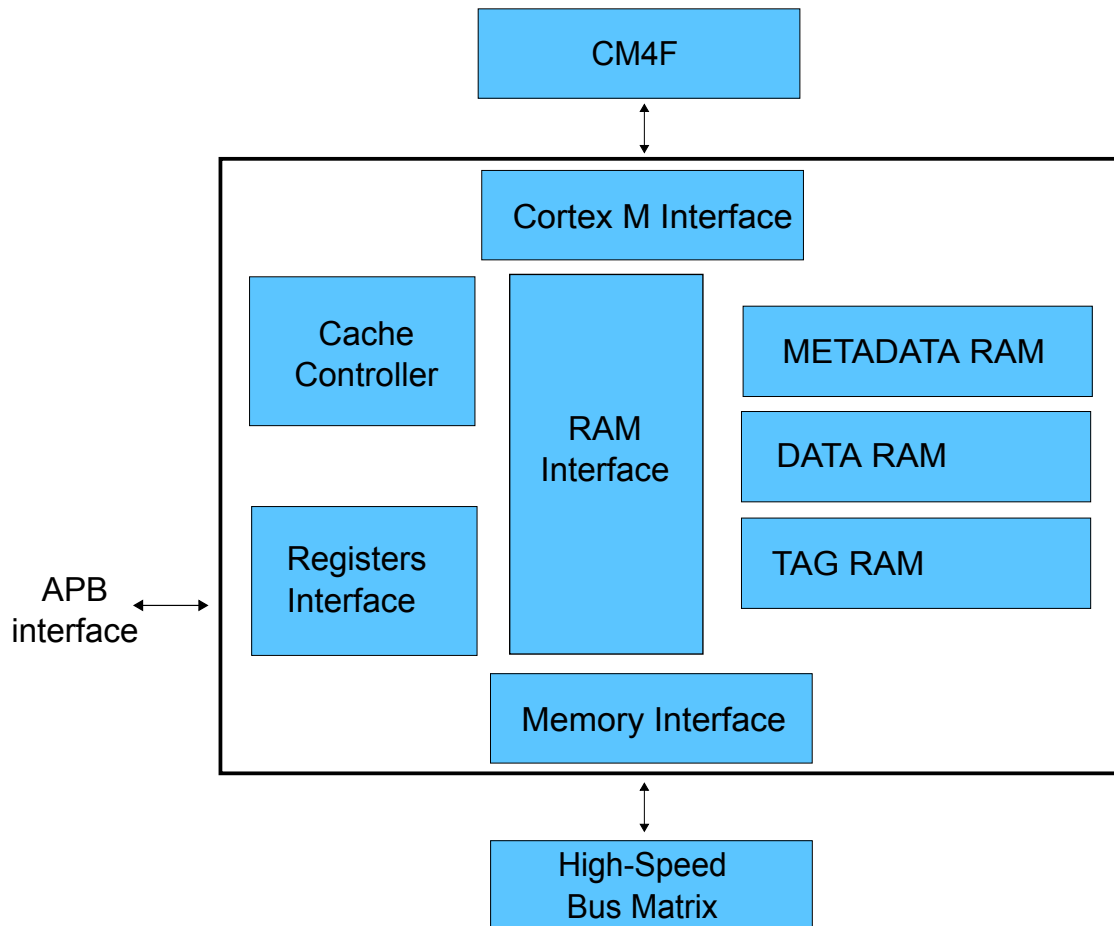 CM4F
Cortex M Interface
Cache
Controller
RAM
Interface
METADATA RAM
DATA RAM
TAG RAM
Registers
Interface
APB
interface
Memory Interface
High-Speed
Bus Matrix